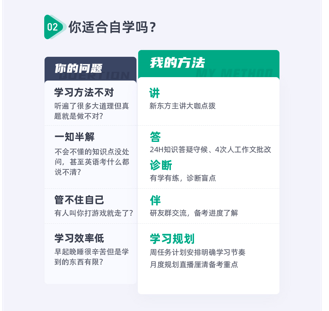 02 你适合自学吗？
你的问题
学习方法不对
听遍了很多大道理但真
题就是做不对？
一知半解
不会不懂的知识点没处
问，甚至英语考什么都
说不清？
管不住自己
有人叫你打游戏就走了？
学习效率低
早起晚睡很辛苦但是学
到的东西有限？
我的方法
讲
新东方主讲大咖点拨
答
24H知识答疑守候、4次人工作文批改
诊断
有学有练，诊断盲点
伴
研友群交流，备考进度了解
学习规划
周任务计划安排明确学习节奏
月度规划直播厘清备考重点